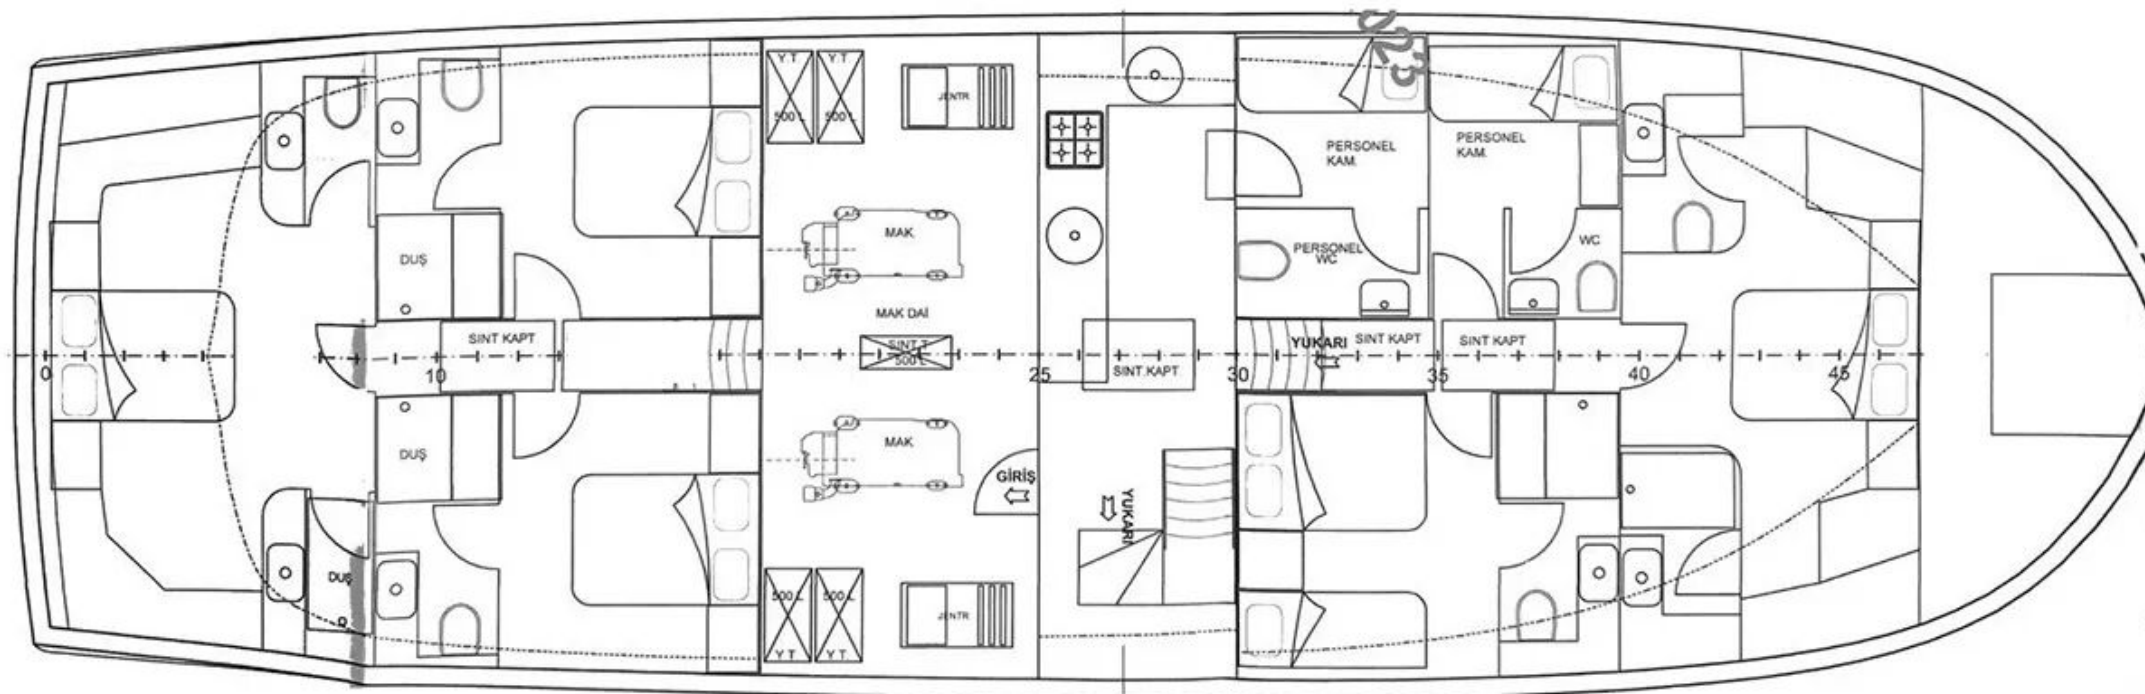 Y T
Y T
500 L
500 L
JENTR
023
PERSONEL
KAM.
PERSONEL
KAM.
DUŞ
MAK
PERSONEL
WC
WC
MAK DAİ
SINT KAPT
SINT T
500 L
SINT.KAPT
YUKARI
SINT KAPT
SINT KAPT
0
10
25
30
35
40
45
DUŞ
MAK
GİRİŞ
YUKARI
DUŞ
500 L
500 L
Y T
Y T
JENTR